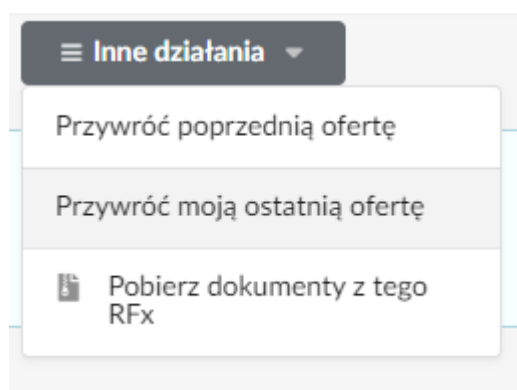 Inne działania
Przywróć poprzednią ofertę
Przywróć moją ostatnią ofertę
Pobierz dokumenty z tego
RFx